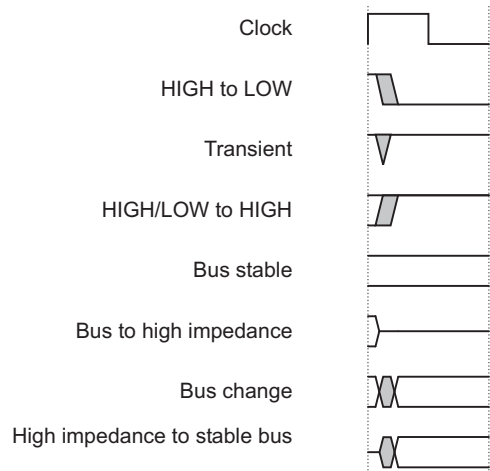 Clock
HIGH to LOW
Transient
HIGH/LOW to HIGH
Bus stable
Bus to high impedance
Bus change
High impedance to stable bus